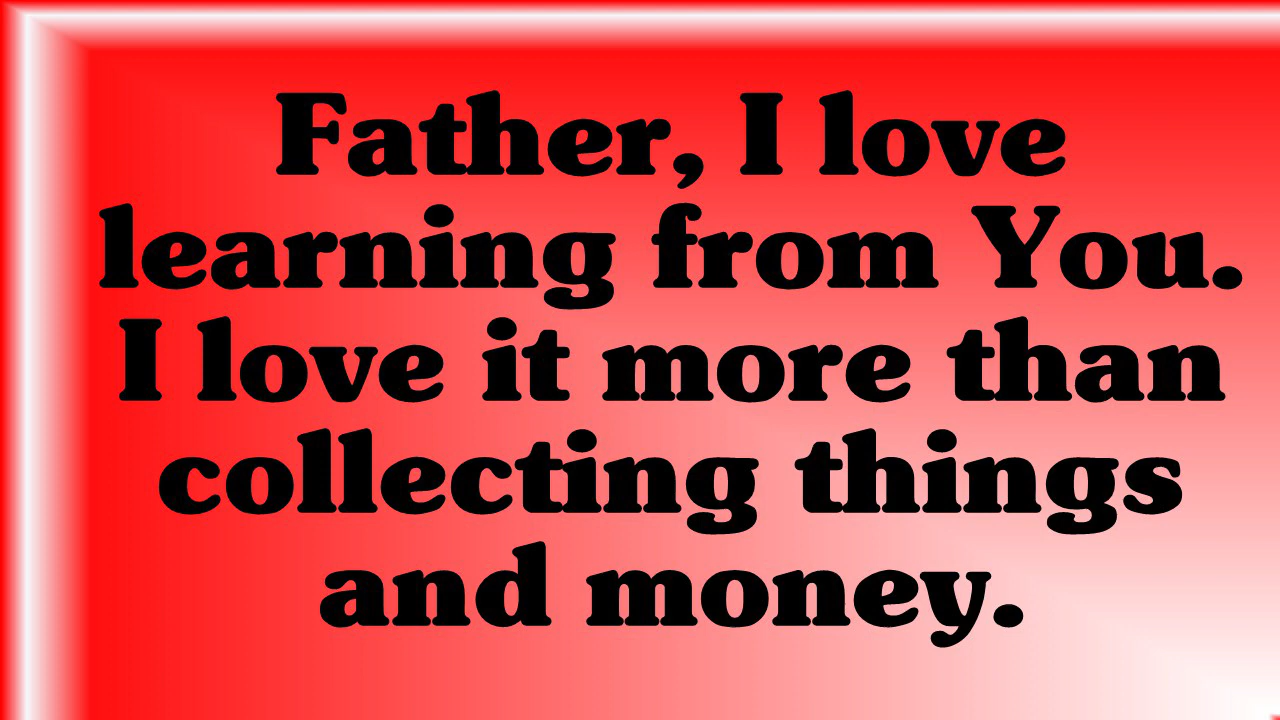 Father, I love
learning from You.
I love it more than
collecting things
and money.